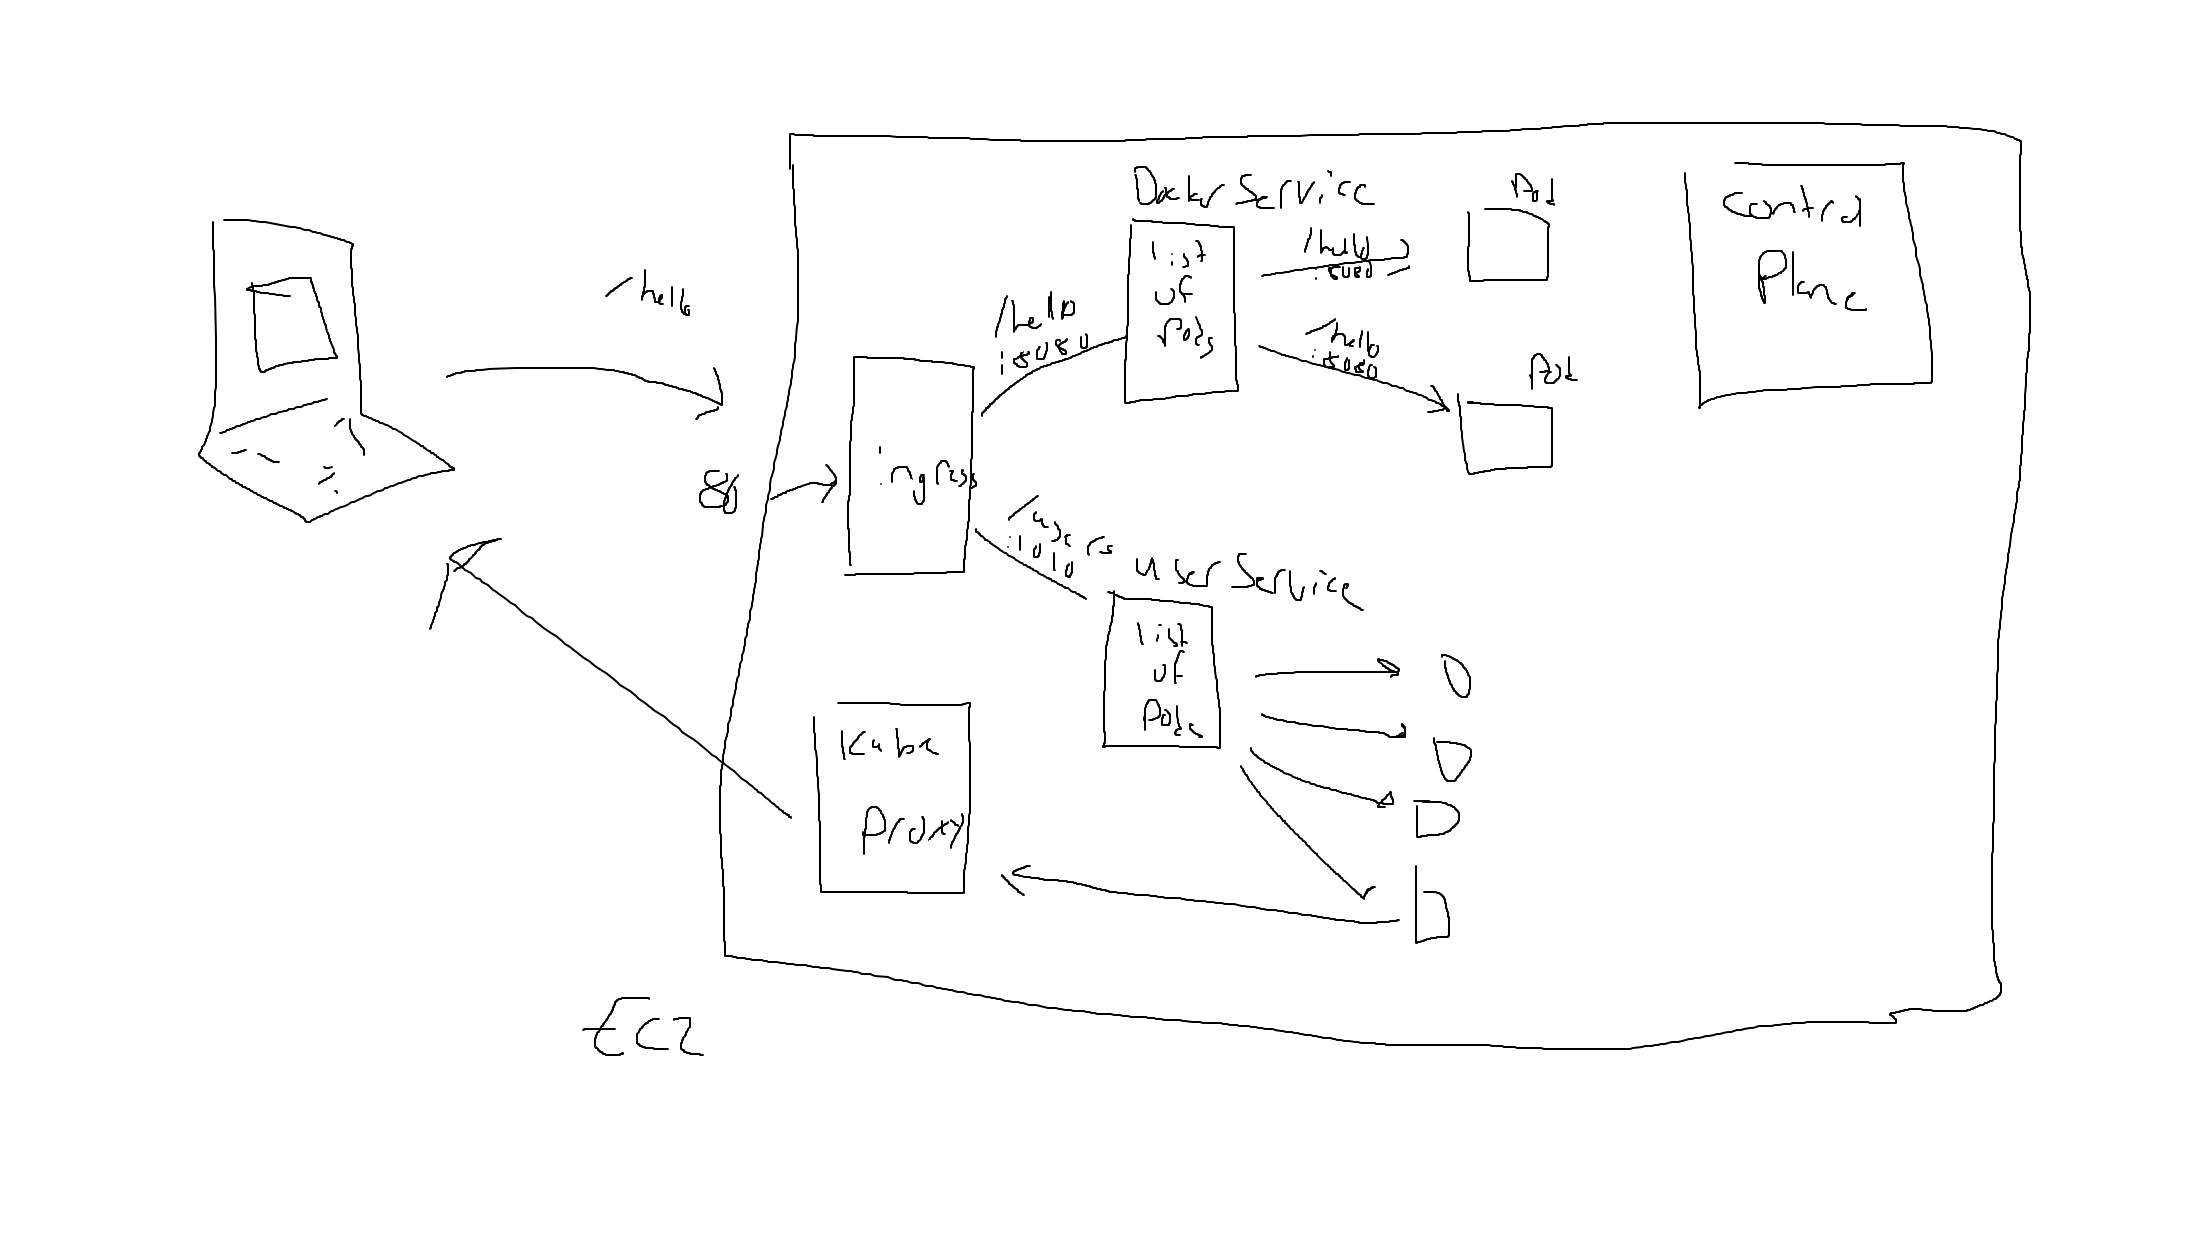 /hello
80
ingress
/hello
:8080
Docker Service
list
of
Pods
/hello
:8080
/hello
:8080
Pod
Pod
Control
Plane
/users
:1010
User Service
list
of
Pods
Kube
Proxy
EC2